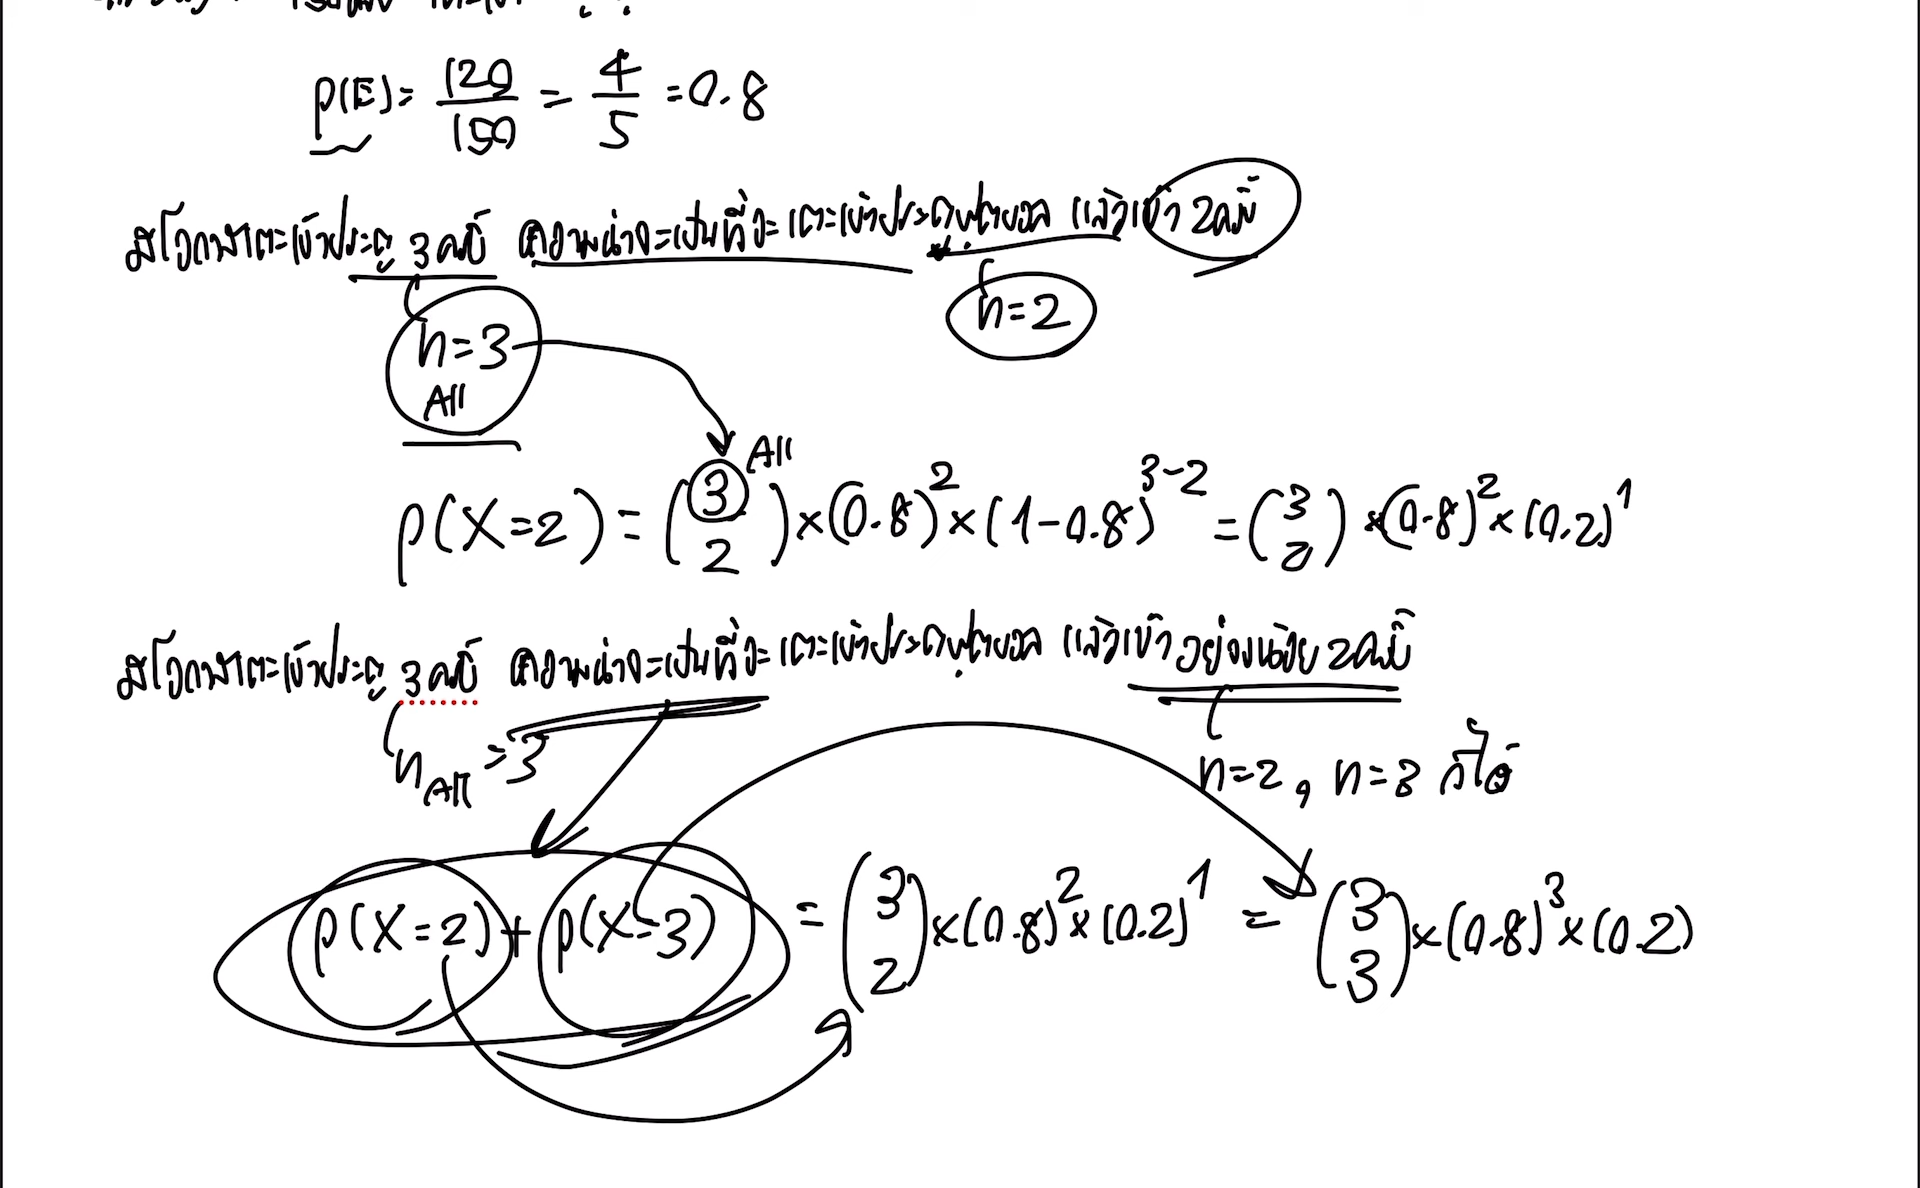 P(E) = 120/150 = 4/5 = 0.8
มีโอกาสเตะเข้าประตู 3 ครั้ง ความน่าจะเป็นที่จะเตะเข้าประตูฟุตบอล แล้วเข้า 2 ครั้ง
n=2
n=3
All
All
P(X=2) = (3 2) × (0.8)^2 × (1-0.8)^3-2 = (3 2) × (0.8)^2 × (0.2)^1
มีโอกาสเตะเข้าประตู 3 ครั้ง ความน่าจะเป็นที่จะเตะเข้าประตูฟุตบอล แล้วเข้า อย่างน้อย 2 ครั้ง
n All = 3
n=2, n=3 ก็ได้
P(X=2) + P(X=3) = (3 2) × (0.8)^2 × (0.2)^1 = (3 3) × (0.8)^3 × (0.2)